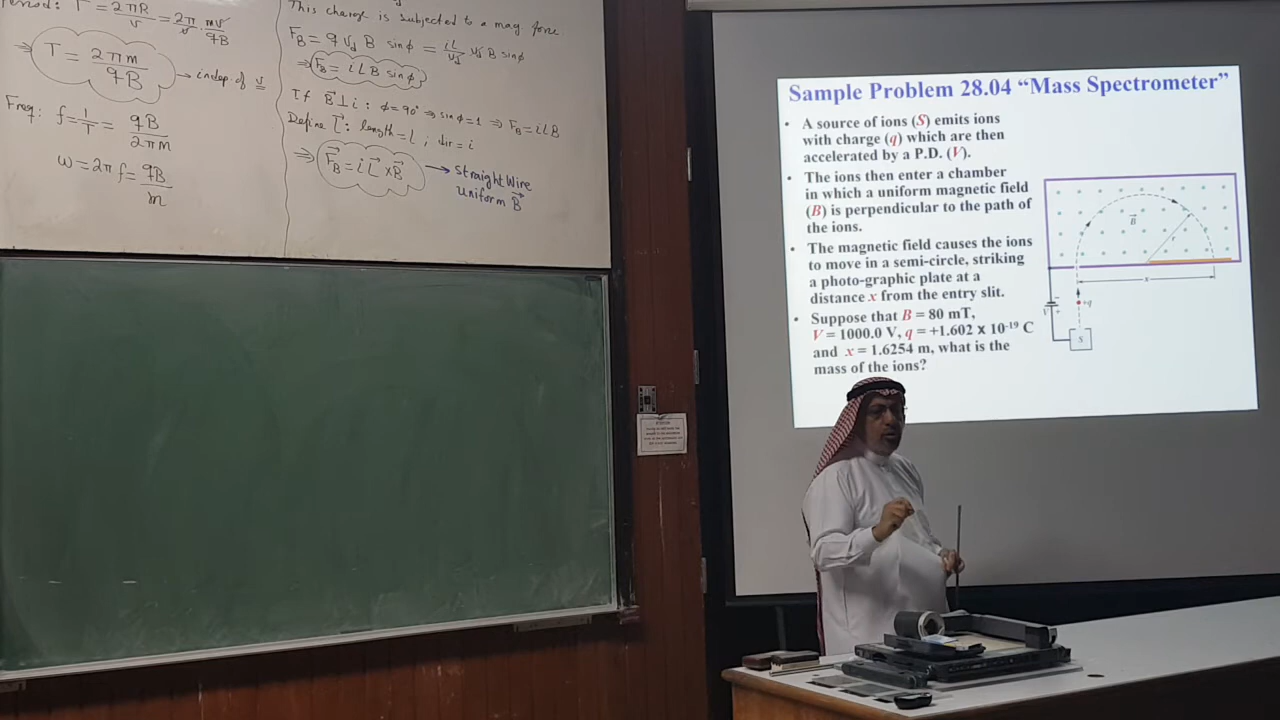 Period: T = 2πR/v = 2π/v · mv/qB
⇒ T = 2πm/qB → indep. of v
Freq: f = 1/T = qB/2πm
ω = 2πf = qB/m
This charge is subjected to a mag force.
F_B = q v_d B sinϕ = iL/v_d v_d B sinϕ
⇒ F_B = i L B sinϕ
If B⃗ ⊥ i : ϕ = 90° ⇒ sinϕ = 1 ⇒ F_B = iLB
Define L⃗ : length = L ; dir = i
⇒ F⃗_B = i L⃗ × B⃗ → Straight Wire
Uniform B⃗
Sample Problem 28.04 “Mass Spectrometer”
• A source of ions (S) emits ions
with charge (q) which are then
accelerated by a P.D. (V).
• The ions then enter a chamber
in which a uniform magnetic field
(B) is perpendicular to the path of
the ions.
• The magnetic field causes the ions
to move in a semi-circle, striking
a photo-graphic plate at a
distance x from the entry slit.
• Suppose that B = 80 mT,
V = 1000.0 V, q = +1.602 x 10⁻¹⁹ C
and x = 1.6254 m, what is the
mass of the ions?
B⃗
r
x
+q
V
S